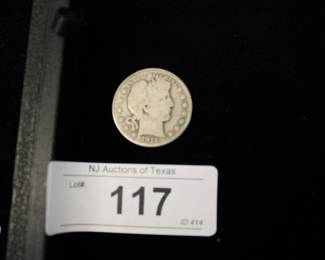 NJ Auctions of Texas
Lot#:
117
ID 414